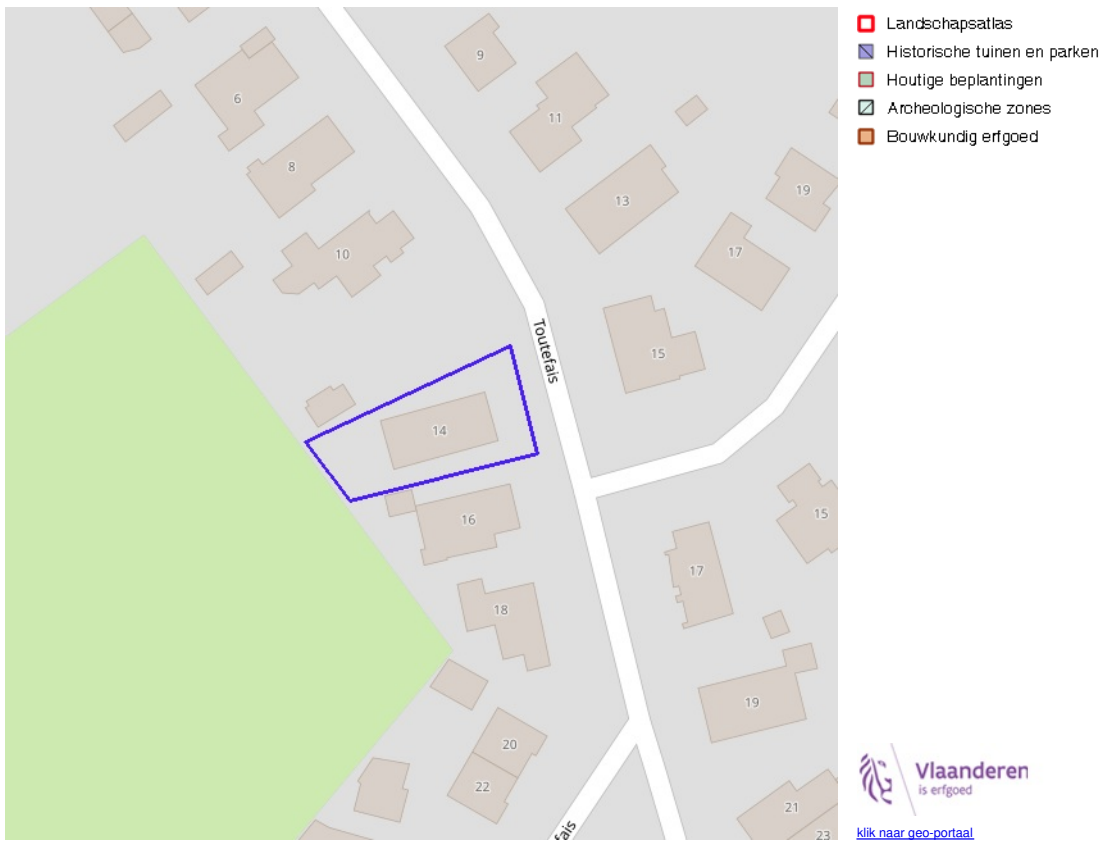 9
6
11
8
13
19
17
10
Toutefais
15
14
16
15
17
18
19
20
22
21
23
fais
Landschapsatlas
Historische tuinen en parken
Houtige beplantingen
Archeologische zones
Bouwkundig erfgoed
Vlaanderen
is erfgoed
klik naar geo-portaal